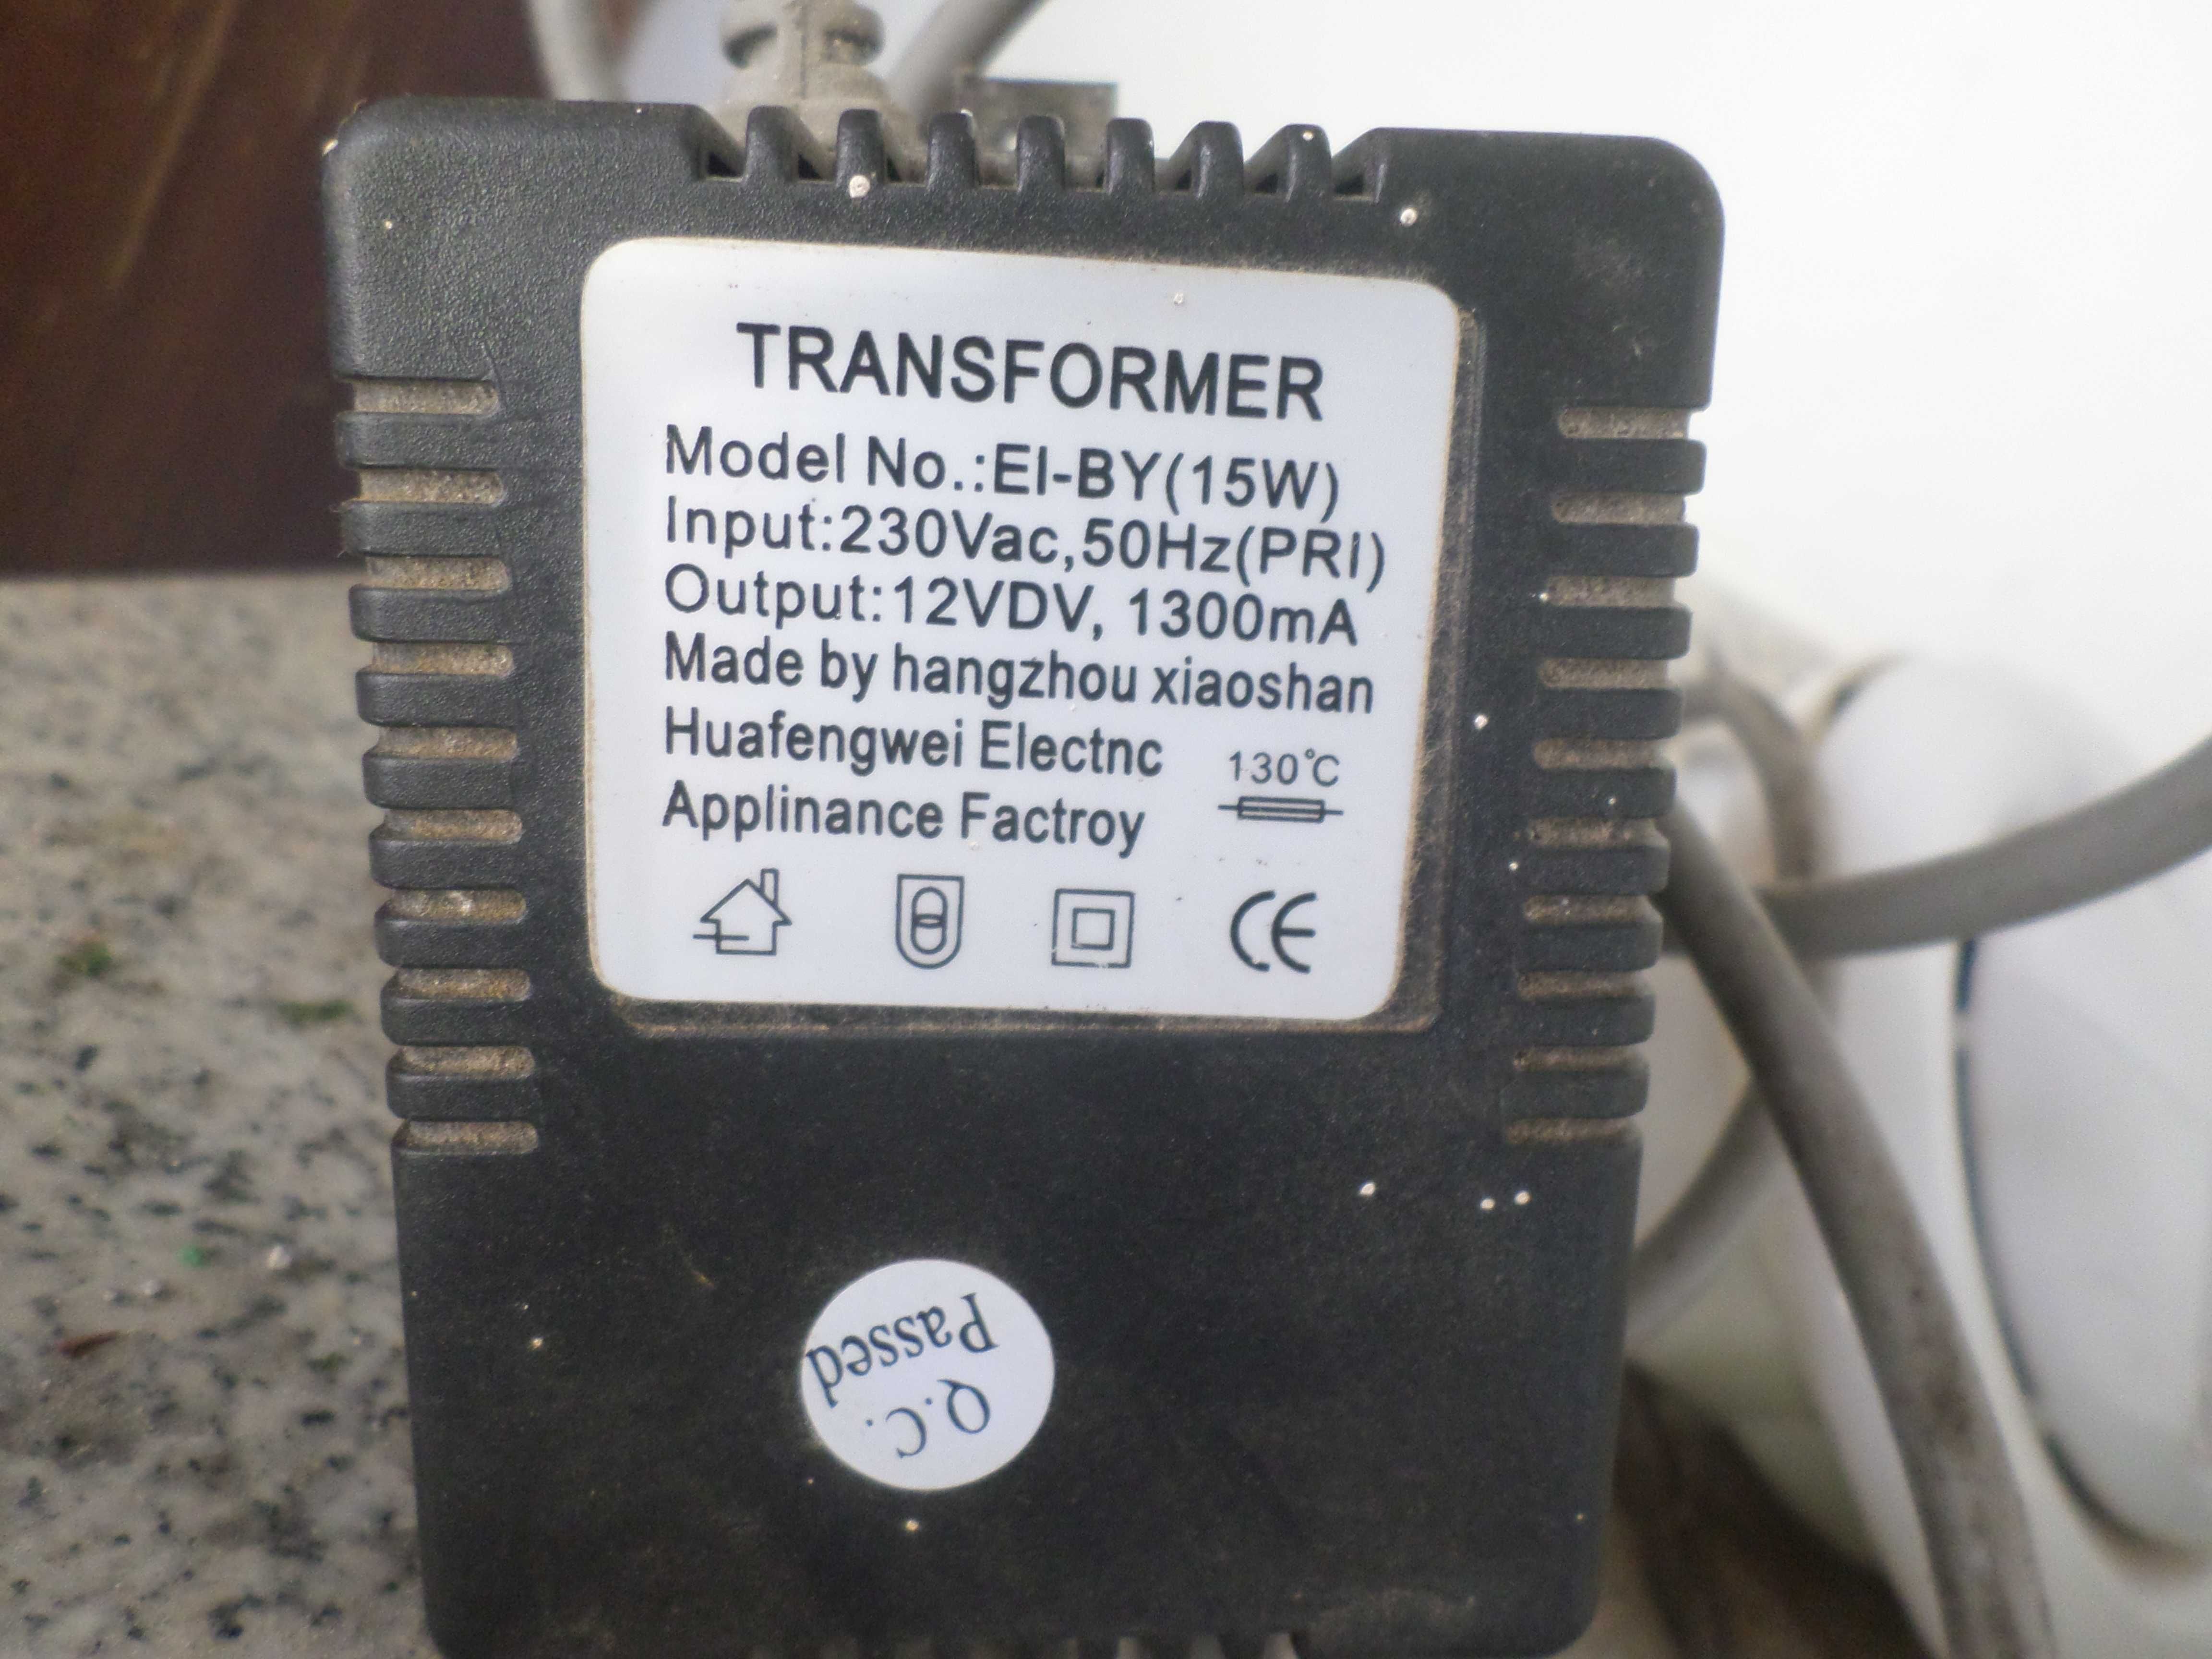 TRANSFORMER
Model No.:EI-BY(15W)
Input:230Vac,50Hz(PRI)
Output:12VDV, 1300mA
Made by hangzhou xiaoshan
Huafengwei Electnc
Applinance Factroy
130℃
CE
Q.C.
Passed